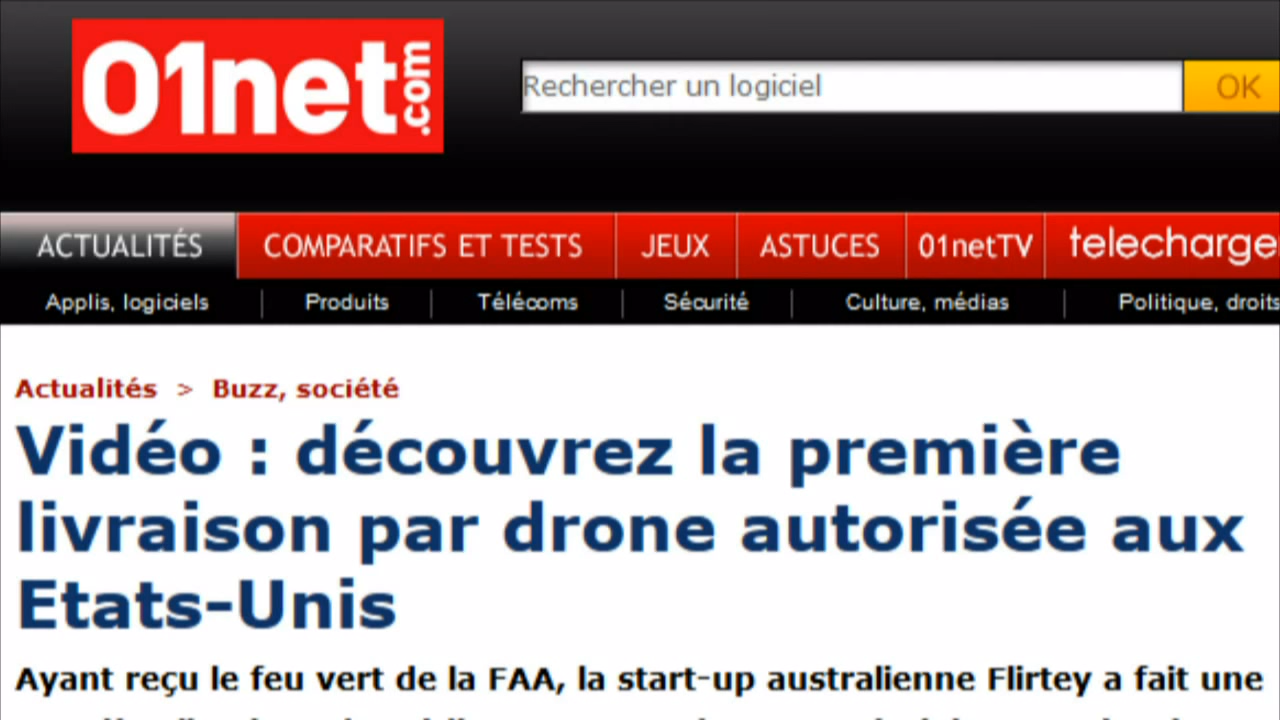 01net.com
Rechercher un logiciel OK
ACTUALITÉS COMPARATIFS ET TESTS JEUX ASTUCES 01netTV telecharge
Applis, logiciels Produits Télécoms Sécurité Culture, médias Politique, droits
Actualités > Buzz, société
Vidéo : découvrez la première
livraison par drone autorisée aux
Etats-Unis
Ayant reçu le feu vert de la FAA, la start-up australienne Flirtey a fait une